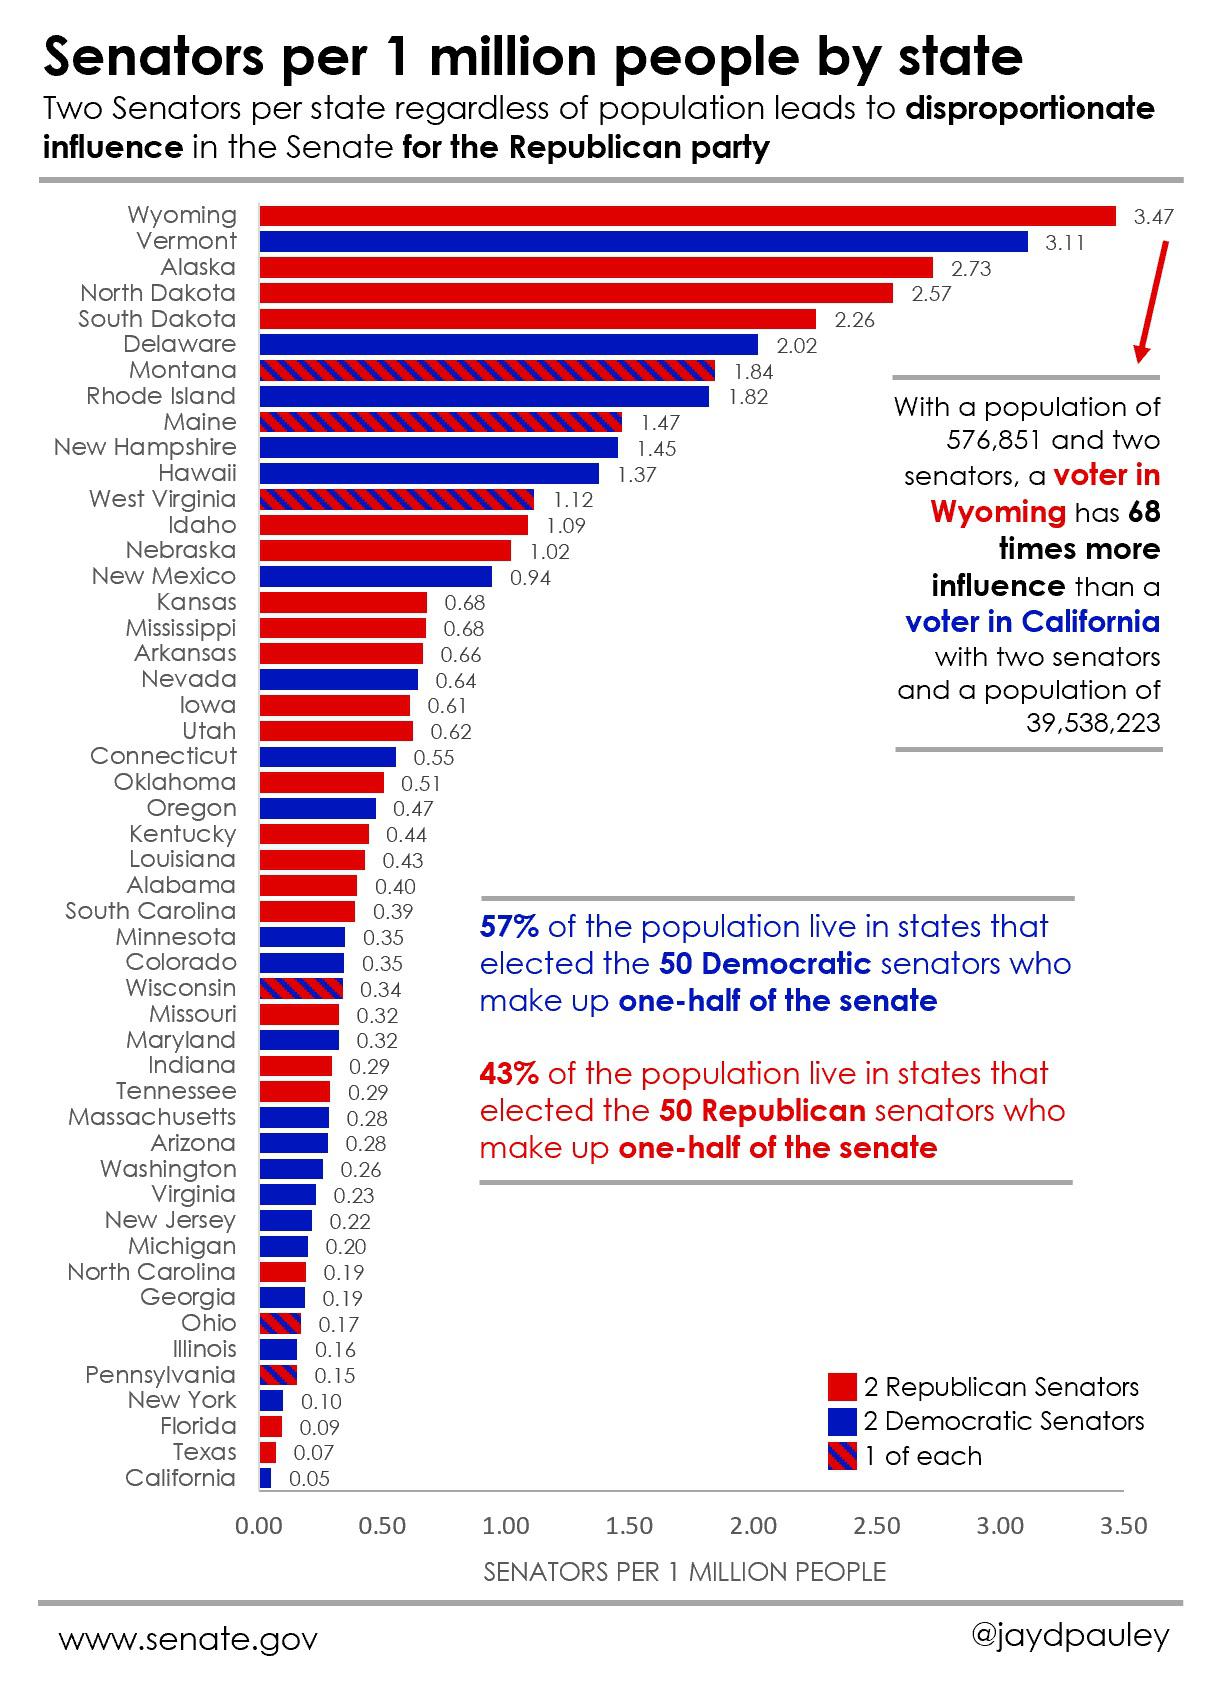 Senators per 1 million people by state
Two Senators per state regardless of population leads to disproportionate
influence in the Senate for the Republican party
Wyoming 3.47
Vermont 3.11
Alaska 2.73
North Dakota 2.57
South Dakota 2.26
Delaware 2.02
Montana 1.84
Rhode Island 1.82
Maine 1.47
New Hampshire 1.45
Hawaii 1.37
West Virginia 1.12
Idaho 1.09
Nebraska 1.02
New Mexico 0.94
Kansas 0.68
Mississippi 0.68
Arkansas 0.66
Nevada 0.64
Iowa 0.61
Utah 0.62
Connecticut 0.55
Oklahoma 0.51
Oregon 0.47
Kentucky 0.44
Louisiana 0.43
Alabama 0.40
South Carolina 0.39
Minnesota 0.35
Colorado 0.35
Wisconsin 0.34
Missouri 0.32
Maryland 0.32
Indiana 0.29
Tennessee 0.29
Massachusetts 0.28
Arizona 0.28
Washington 0.26
Virginia 0.23
New Jersey 0.22
Michigan 0.20
North Carolina 0.19
Georgia 0.19
Ohio 0.17
Illinois 0.16
Pennsylvania 0.15
New York 0.10
Florida 0.09
Texas 0.07
California 0.05
With a population of
576,851 and two
senators, a voter in
Wyoming has 68
times more
influence than a
voter in California
with two senators
and a population of
39,538,223
57% of the population live in states that
elected the 50 Democratic senators who
make up one-half of the senate
43% of the population live in states that
elected the 50 Republican senators who
make up one-half of the senate
2 Republican Senators
2 Democratic Senators
1 of each
0.00 0.50 1.00 1.50 2.00 2.50 3.00 3.50
SENATORS PER 1 MILLION PEOPLE
www.senate.gov
@jaydpauley